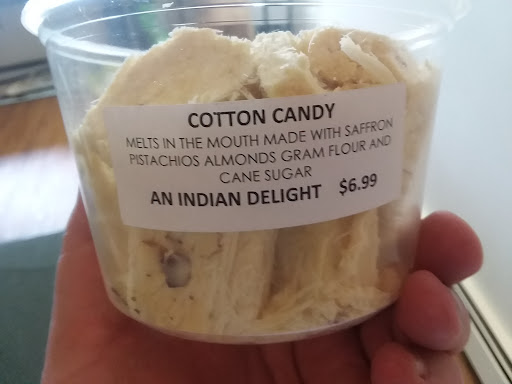 COTTON CANDY
MELTS IN THE MOUTH MADE WITH SAFFRON
PISTACHIOS ALMONDS GRAM FLOUR AND
CANE SUGAR
AN INDIAN DELIGHT $6.99